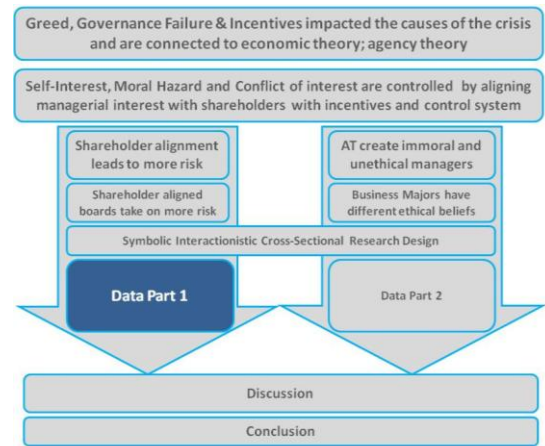 Greed, Governance Failure & Incentives impacted the causes of the crisis
and are connected to economic theory; agency theory
Self-Interest, Moral Hazard and Conflict of interest are controlled by aligning
managerial interest with shareholders with incentives and control system
Shareholder alignment
leads to more risk
AT create immoral and
unethical managers
Shareholder aligned
boards take on more risk
Business Majors have
different ethical beliefs
Symbolic Interactionistic Cross-Sectional Research Design
Data Part 1
Data Part 2
Discussion
Conclusion